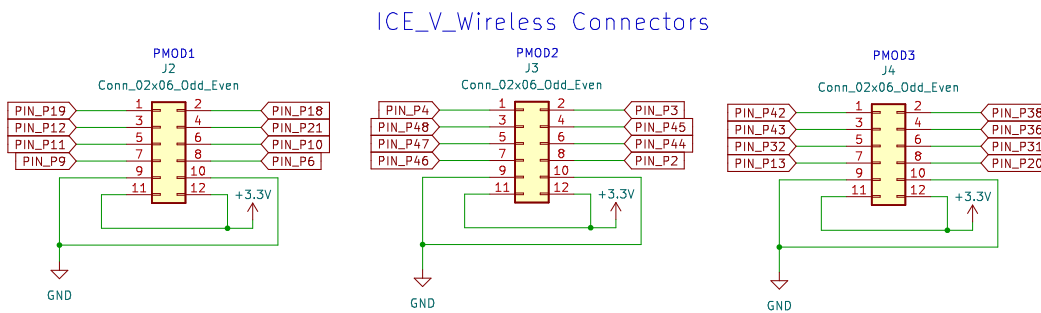 ICE_V_Wireless Connectors
PMOD1
J2
Conn_02x06_Odd_Even
PIN_P19 1 2 PIN_P18
PIN_P12 3 4 PIN_P21
PIN_P11 5 6 PIN_P10
PIN_P9 7 8 PIN_P6
9 10
11 12
+3.3V
GND
PMOD2
J3
Conn_02x06_Odd_Even
PIN_P4 1 2 PIN_P3
PIN_P48 3 4 PIN_P45
PIN_P47 5 6 PIN_P44
PIN_P46 7 8 PIN_P2
9 10
11 12
+3.3V
GND
PMOD3
J4
Conn_02x06_Odd_Even
PIN_P42 1 2 PIN_P38
PIN_P43 3 4 PIN_P36
PIN_P32 5 6 PIN_P31
PIN_P13 7 8 PIN_P20
9 10
11 12
+3.3V
GND